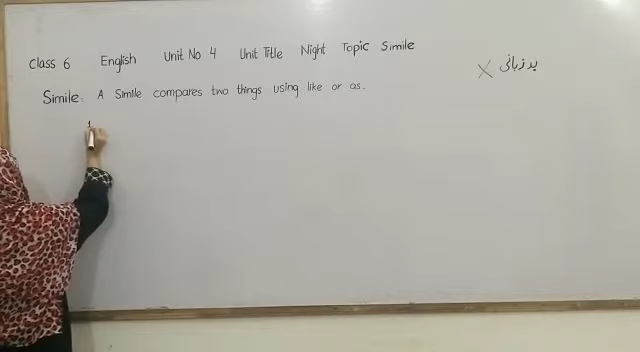 Class 6 English Unit No 4 Unit Title Night Topic Simile
بدزبانی X
Simile: A Simile compares two things using like or as.
1